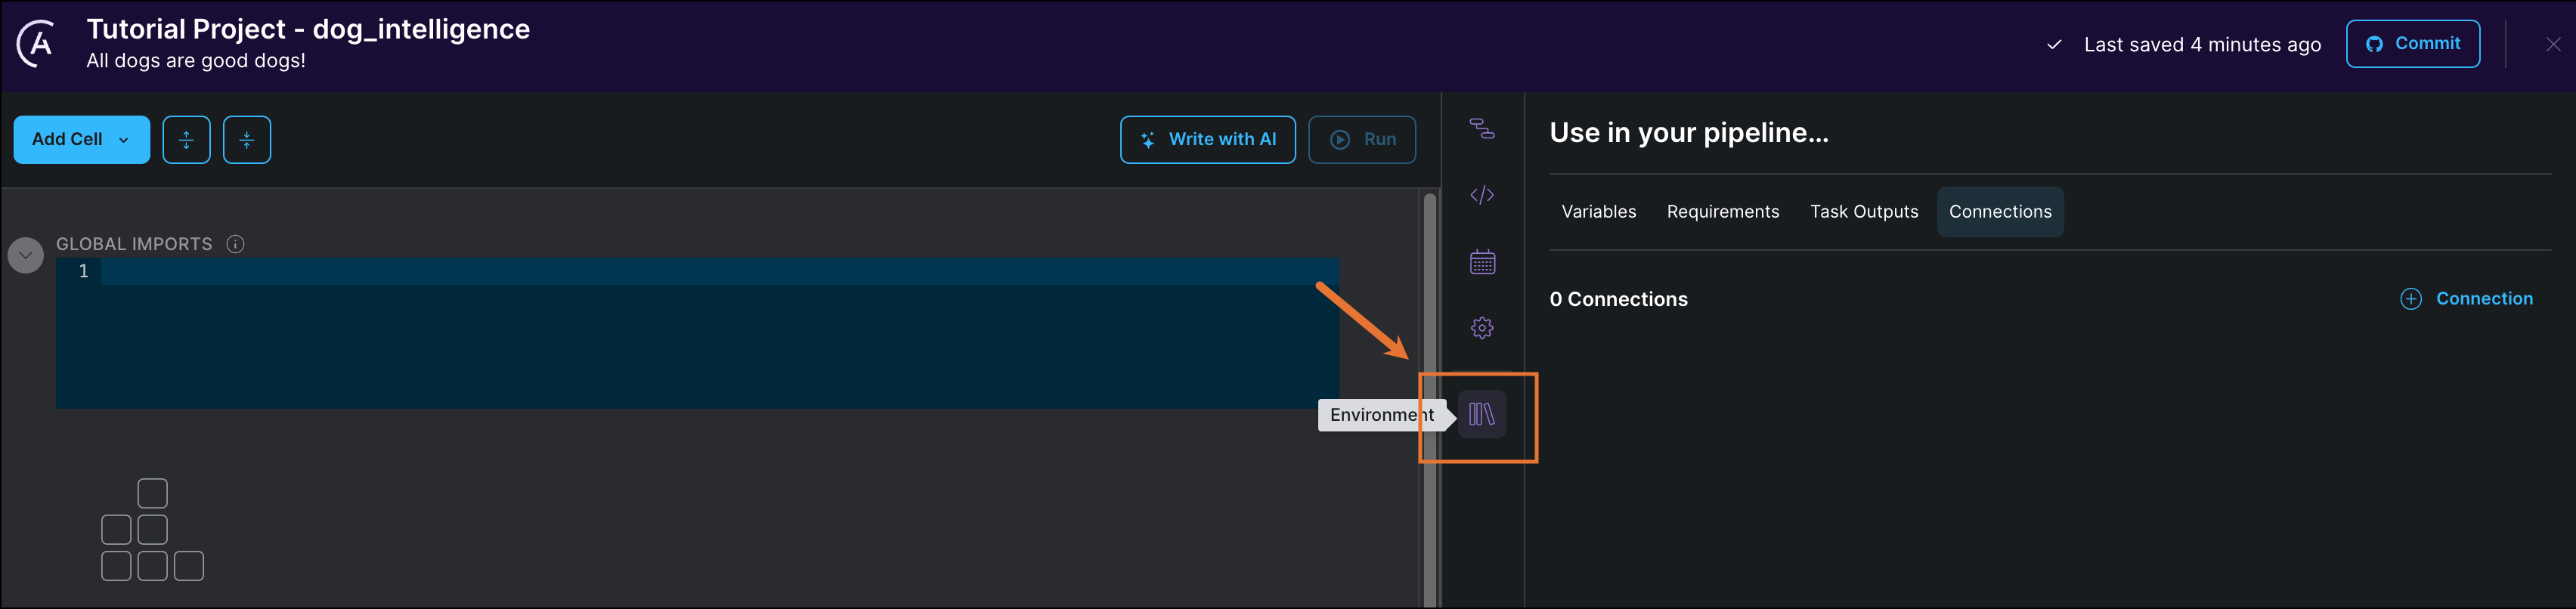 Tutorial Project - dog_intelligence
All dogs are good dogs!
Last saved 4 minutes ago
Commit
Add Cell
Write with AI
Run
GLOBAL IMPORTS
1
Environment
Use in your pipeline...
Variables Requirements Task Outputs Connections
0 Connections
Connection